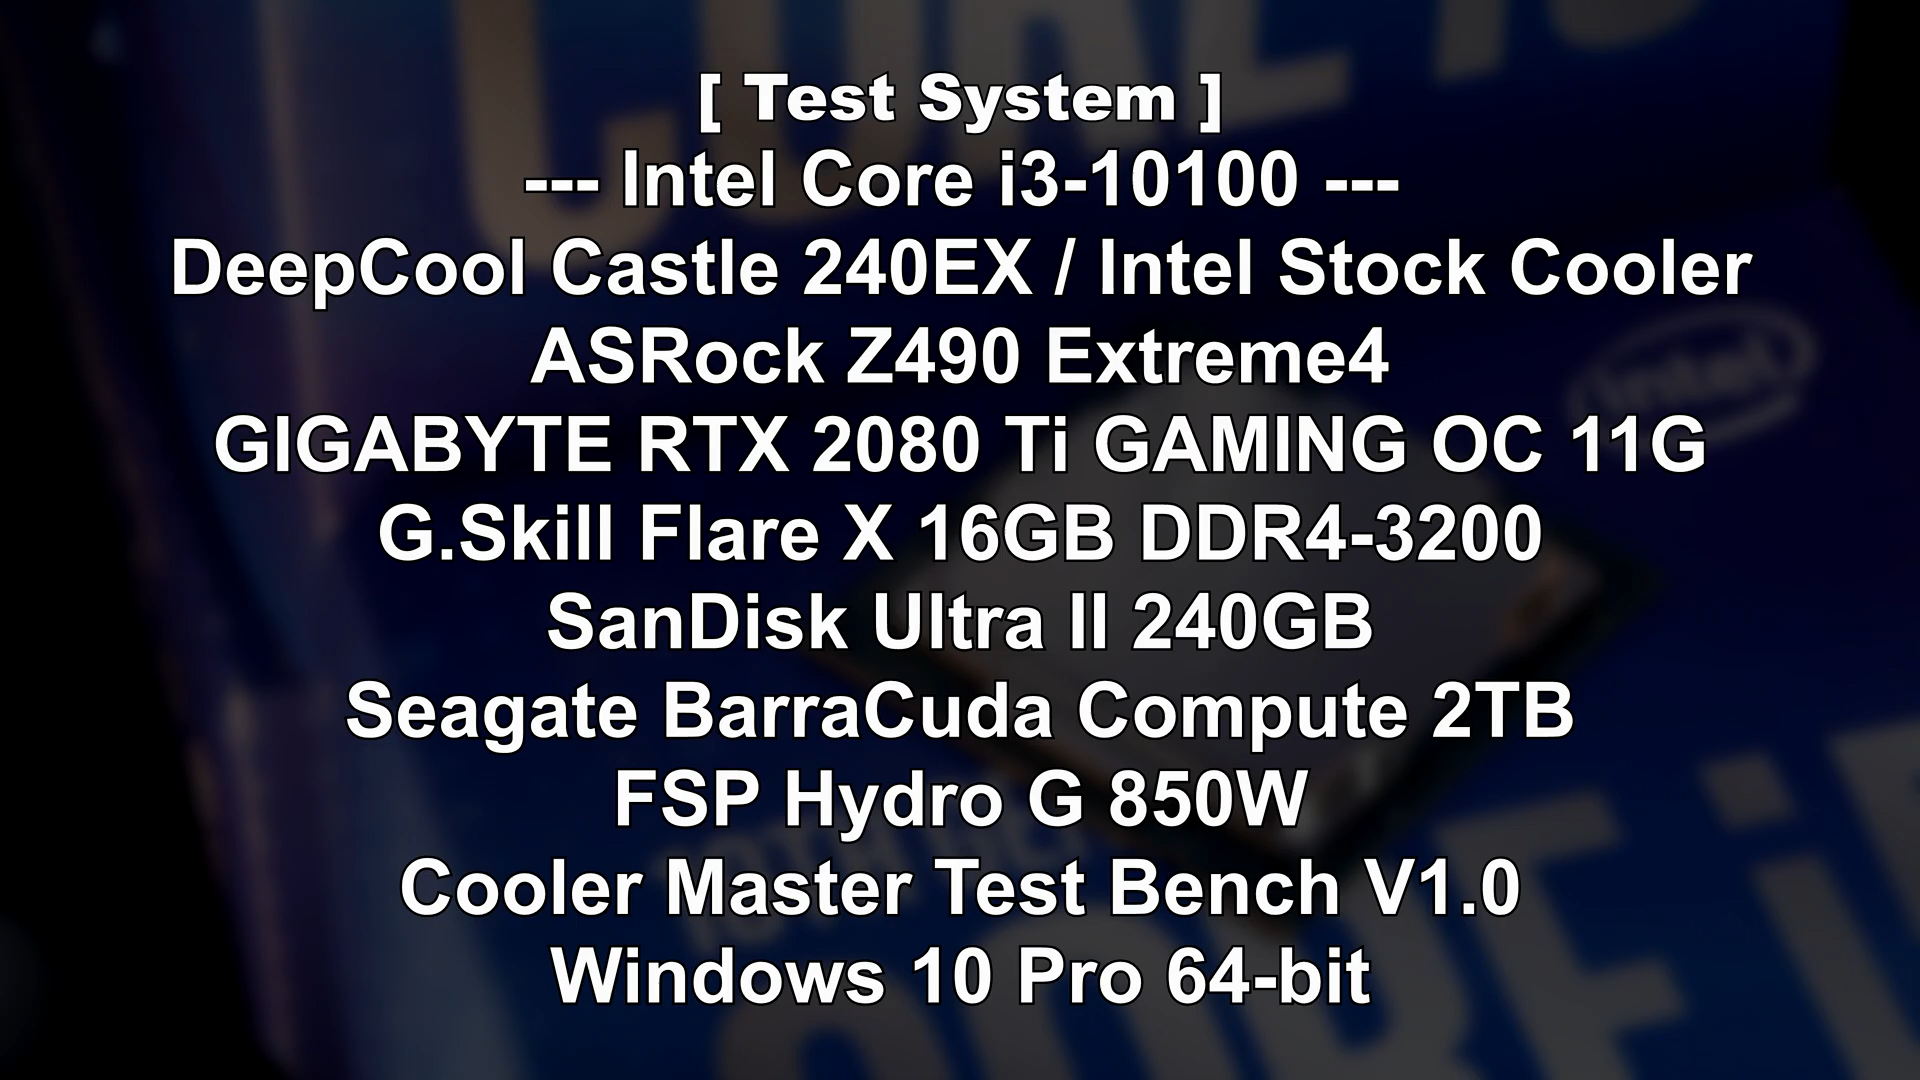 [ Test System ]
--- Intel Core i3-10100 ---
DeepCool Castle 240EX / Intel Stock Cooler
ASRock Z490 Extreme4
GIGABYTE RTX 2080 Ti GAMING OC 11G
G.Skill Flare X 16GB DDR4-3200
SanDisk Ultra II 240GB
Seagate BarraCuda Compute 2TB
FSP Hydro G 850W
Cooler Master Test Bench V1.0
Windows 10 Pro 64-bit
intel